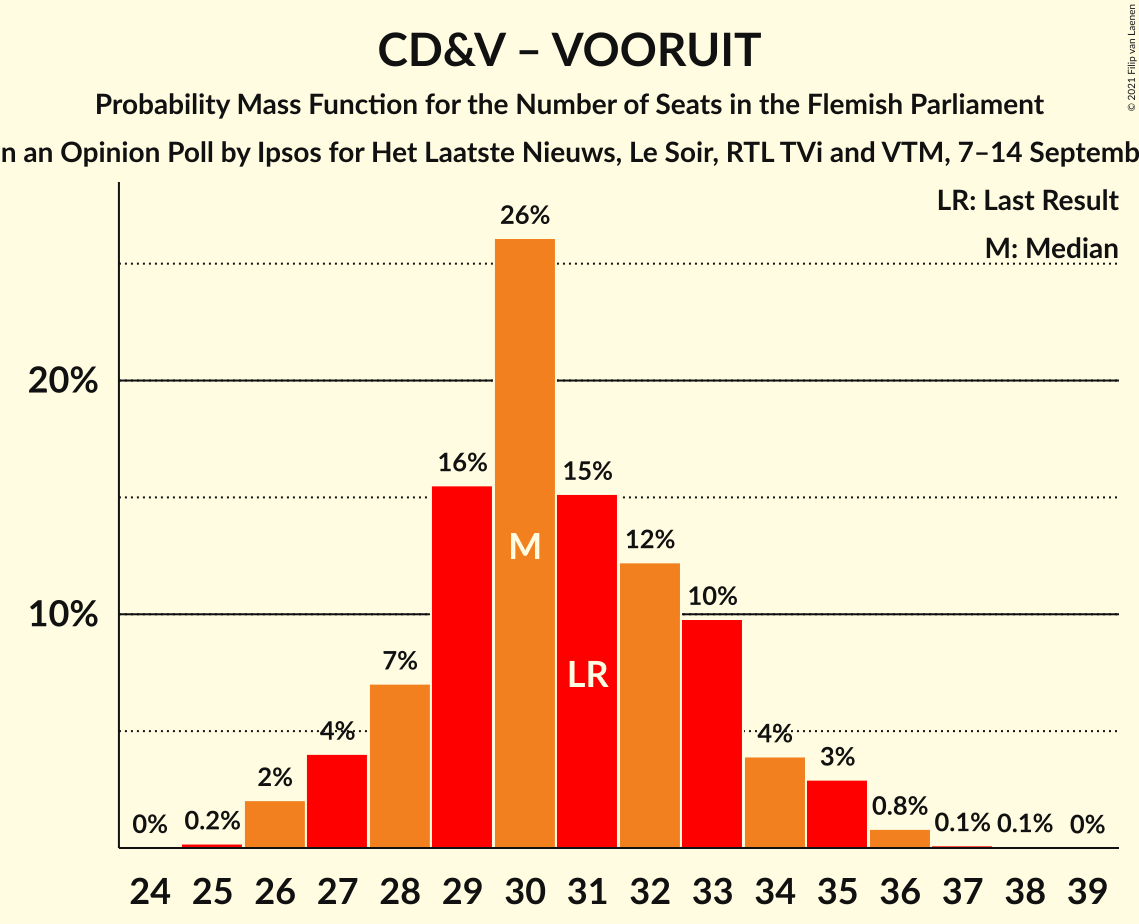 CD&V – VOORUIT
Probability Mass Function for the Number of Seats in the Flemish Parliament
an Opinion Poll by Ipsos for Het Laatste Nieuws, Le Soir, RTL TVi and VTM, 7–14
© 2021 Filip van Laenen
LR: Last Result
M: Median
26%
20%
16%
15%
12%
10%
10%
7%
4%
4%
3%
2%
0%
0.2%
0.8%
0.1%
0.1%
0%
M
LR
24 25 26 27 28 29 30 31 32 33 34 35 36 37 38 39